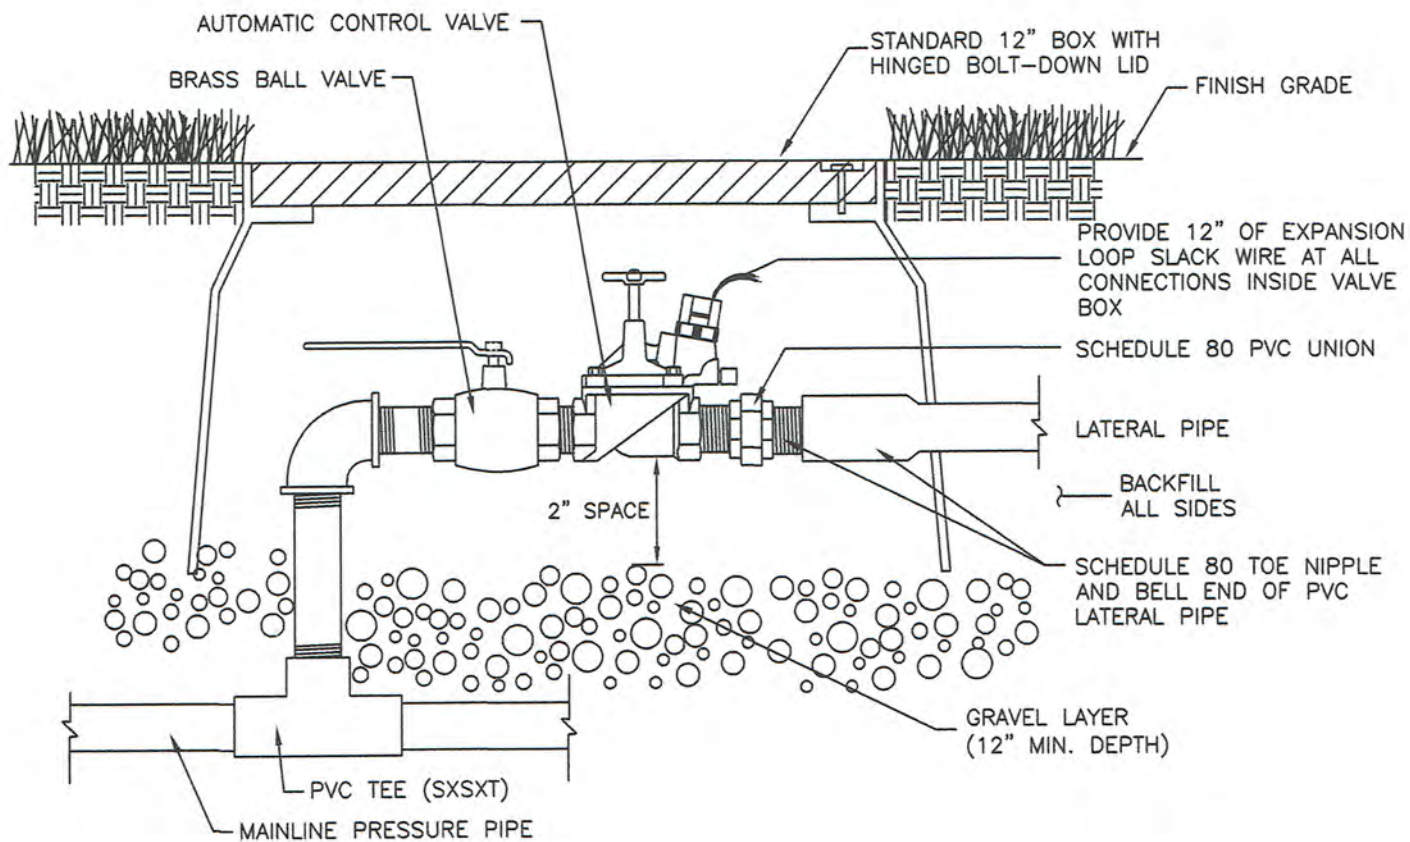 AUTOMATIC CONTROL VALVE
BRASS BALL VALVE
STANDARD 12” BOX WITH
HINGED BOLT-DOWN LID
FINISH GRADE
PROVIDE 12” OF EXPANSION
LOOP SLACK WIRE AT ALL
CONNECTIONS INSIDE VALVE
BOX
SCHEDULE 80 PVC UNION
LATERAL PIPE
BACKFILL
ALL SIDES
2” SPACE
SCHEDULE 80 TOE NIPPLE
AND BELL END OF PVC
LATERAL PIPE
GRAVEL LAYER
(12” MIN. DEPTH)
PVC TEE (SXSXT)
MAINLINE PRESSURE PIPE